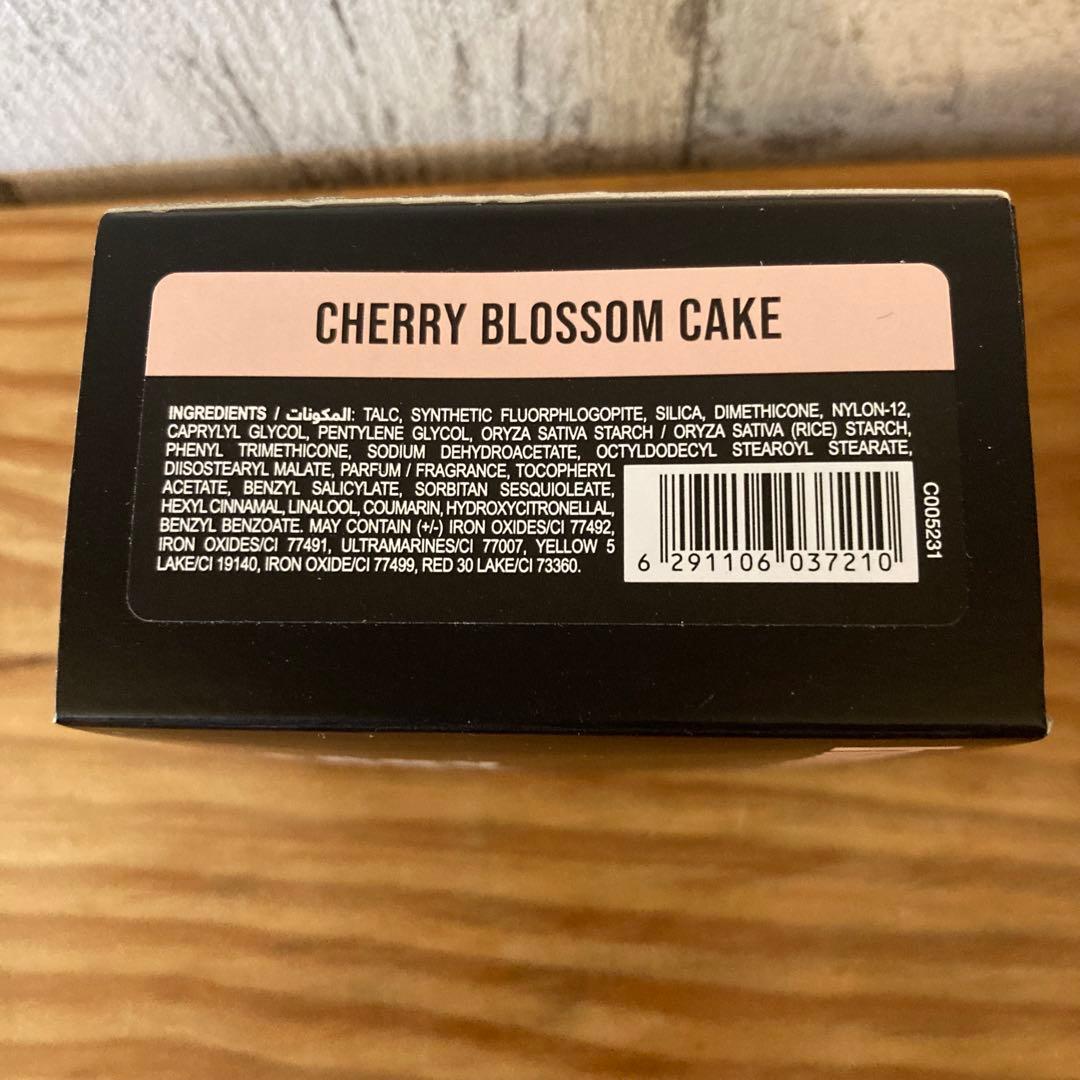 CHERRY BLOSSOM CAKE
INGREDIENTS / المكونات: TALC, SYNTHETIC FLUORPHLOGOPITE, SILICA, DIMETHICONE, NYLON-12,
CAPRYLYL GLYCOL, PENTYLENE GLYCOL, ORYZA SATIVA STARCH / ORYZA SATIVA (RICE) STARCH,
PHENYL TRIMETHICONE, SODIUM DEHYDROACETATE, OCTYLDODECYL STEAROYL STEARATE,
DIISOSTEARYL MALATE, PARFUM / FRAGRANCE, TOCOPHERYL
ACETATE, BENZYL SALICYLATE, SORBITAN SESQUIOLEATE,
HEXYL CINNAMAL, LINALOOL, COUMARIN, HYDROXYCITRONELLAL,
BENZYL BENZOATE. MAY CONTAIN (+/-) IRON OXIDES/CI 77492,
IRON OXIDES/CI 77491, ULTRAMARINES/CI 77007, YELLOW 5
LAKE/CI 19140, IRON OXIDE/CI 77499, RED 30 LAKE/CI 73360.
6 291106 037210
C005231